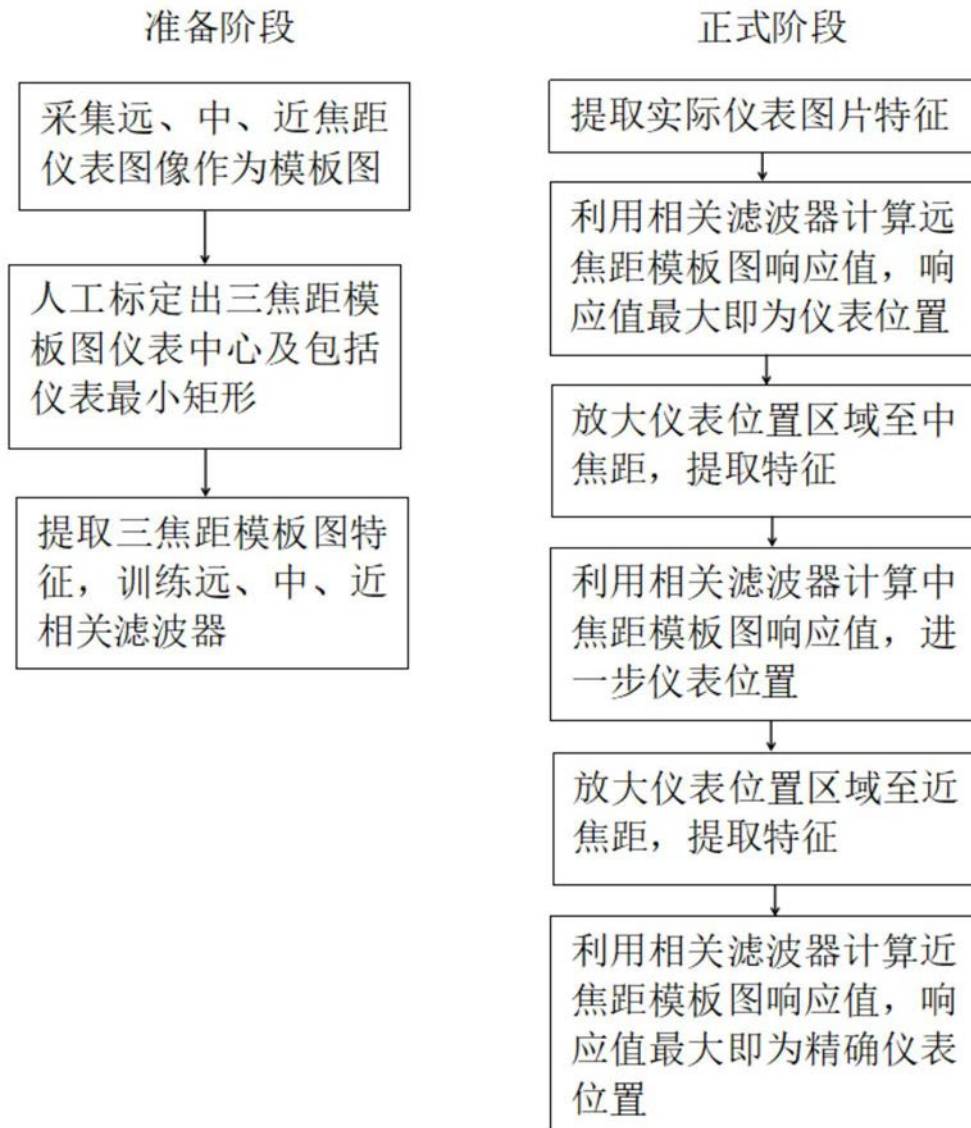 准备阶段
采集远、中、近焦距
仪表图像作为模板图
人工标定出三焦距模
板图仪表中心及包括
仪表最小矩形
提取三焦距模板图特
征，训练远、中、近
相关滤波器
正式阶段
提取实际仪表图片特征
利用相关滤波器计算远
焦距模板图响应值，响
应值最大即为仪表位置
放大仪表位置区域至中
焦距，提取特征
利用相关滤波器计算中
焦距模板图响应值，进
一步仪表位置
放大仪表位置区域至近
焦距，提取特征
利用相关滤波器计算近
焦距模板图响应值，响
应值最大即为精确仪表
位置